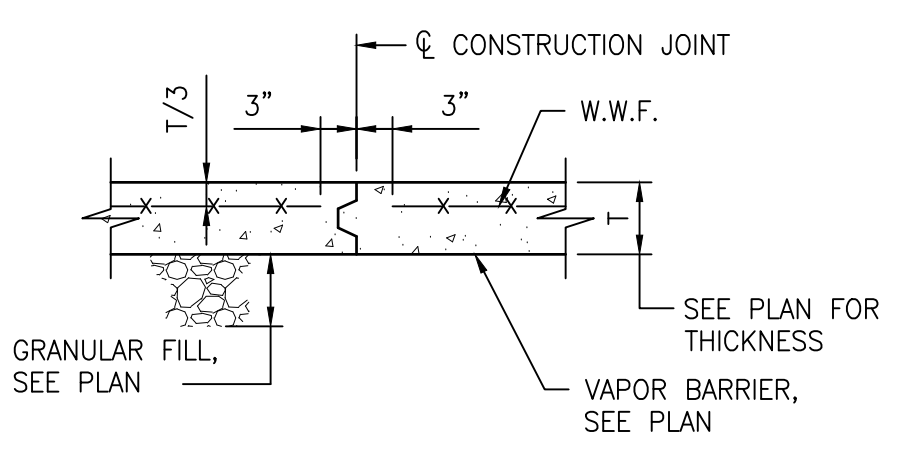 ℄ CONSTRUCTION JOINT
T/3
3"
3"
W.W.F.
T
SEE PLAN FOR
THICKNESS
GRANULAR FILL,
SEE PLAN
VAPOR BARRIER,
SEE PLAN